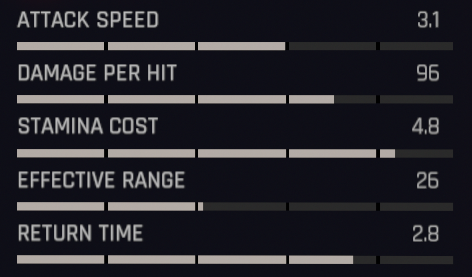 ATTACK SPEED 3.1
DAMAGE PER HIT 96
STAMINA COST 4.8
EFFECTIVE RANGE 26
RETURN TIME 2.8